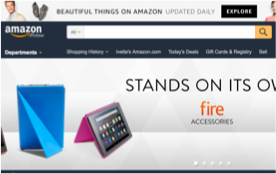 BEAUTIFUL THINGS ON AMAZON UPDATED DAILY EXPLORE
amazon
Prime
All
Departments Shopping History Ivette's Amazon.com Today's Deals Gift Cards & Registry Sell
STANDS ON ITS OW
fire
ACCESSORIES